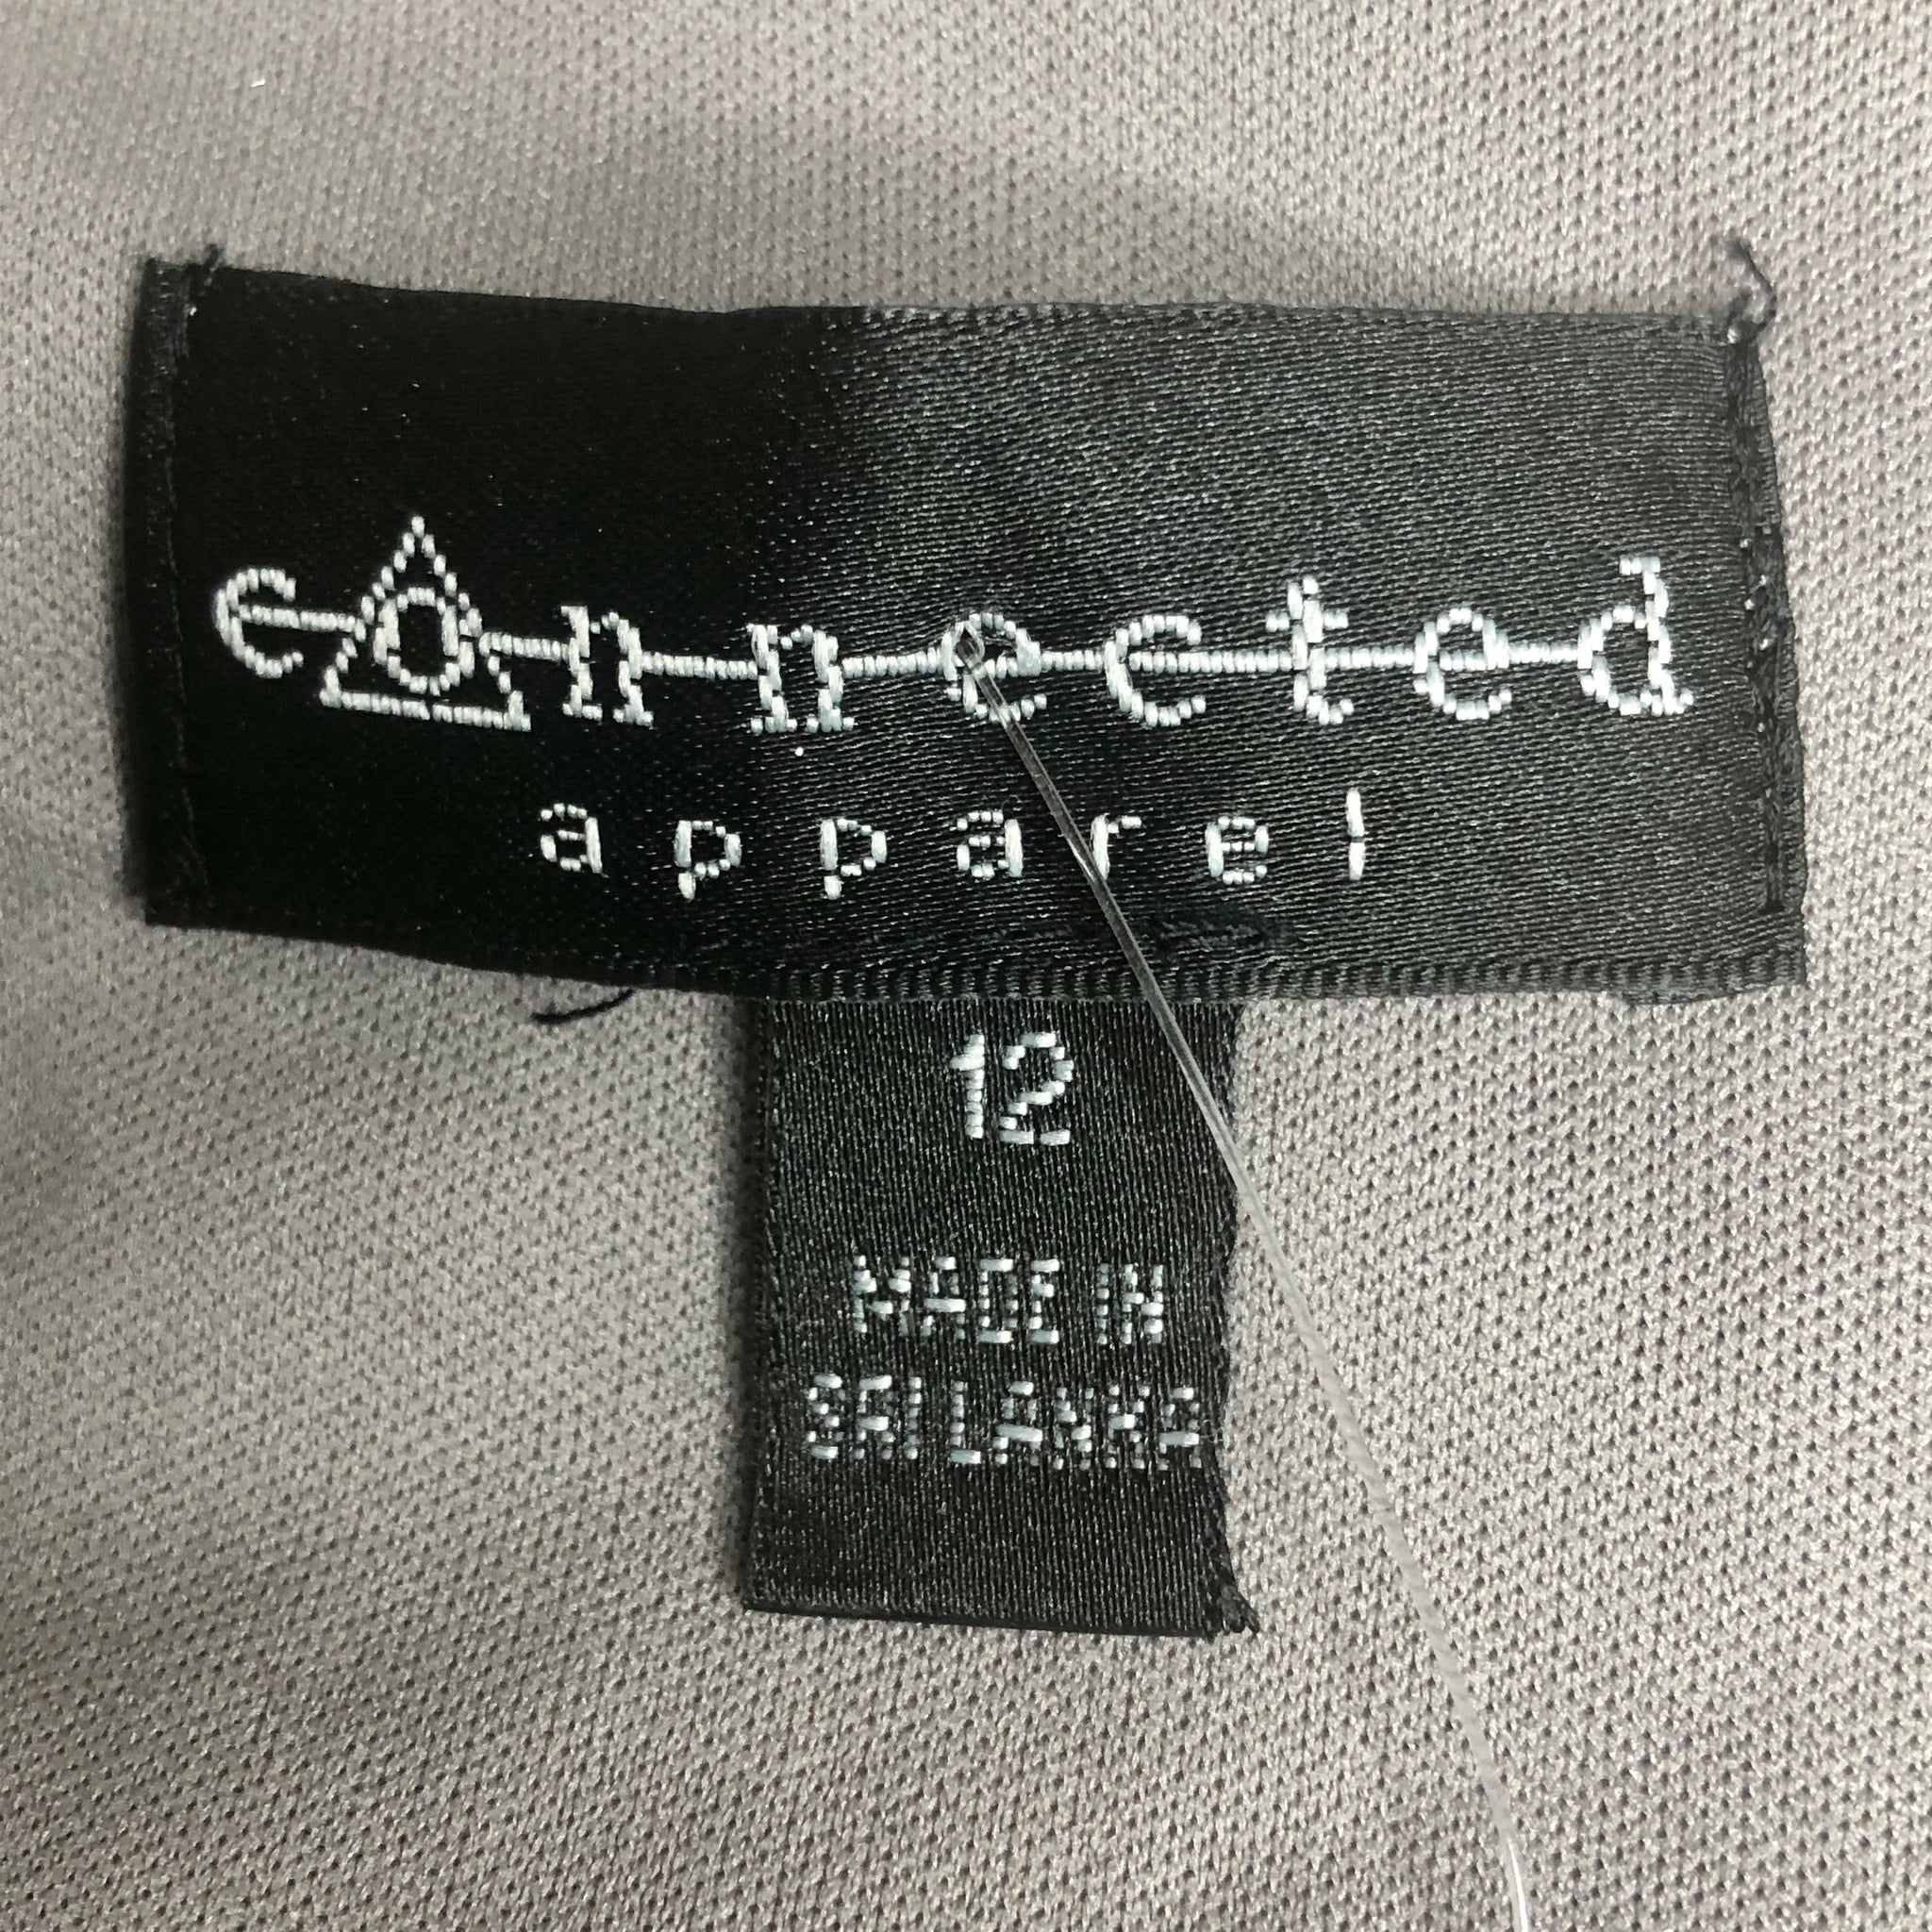 connected
apparel
12
MADE IN
SRI LANKA